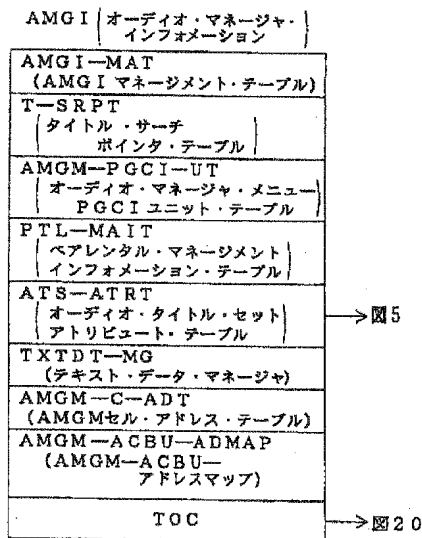 AMGI(オーディオ・マネージャ・
インフォメーション)
AMGI—MAT
(AMGIマネージメント・テーブル)
T—SRPT
(タイトル・サーチ
ポインタ・テーブル)
AMGM—PGCI—UT
(オーディオ・マネージャ・メニュー
PGCIユニット・テーブル)
PTL—MAIT
(ペアレンタル・マネージメント
インフォメーション・テーブル)
ATS—ATRT
(オーディオ・タイトル・セット
アトリビュート・テーブル)
→図5
TXTDT—MG
(テキスト・データ・マネージャ)
AMGM—C—ADT
(AMGMセル・アドレス・テーブル)
AMGM—ACBU—ADMAP
(AMGM—ACBU—
アドレスマップ)
TOC
→図20